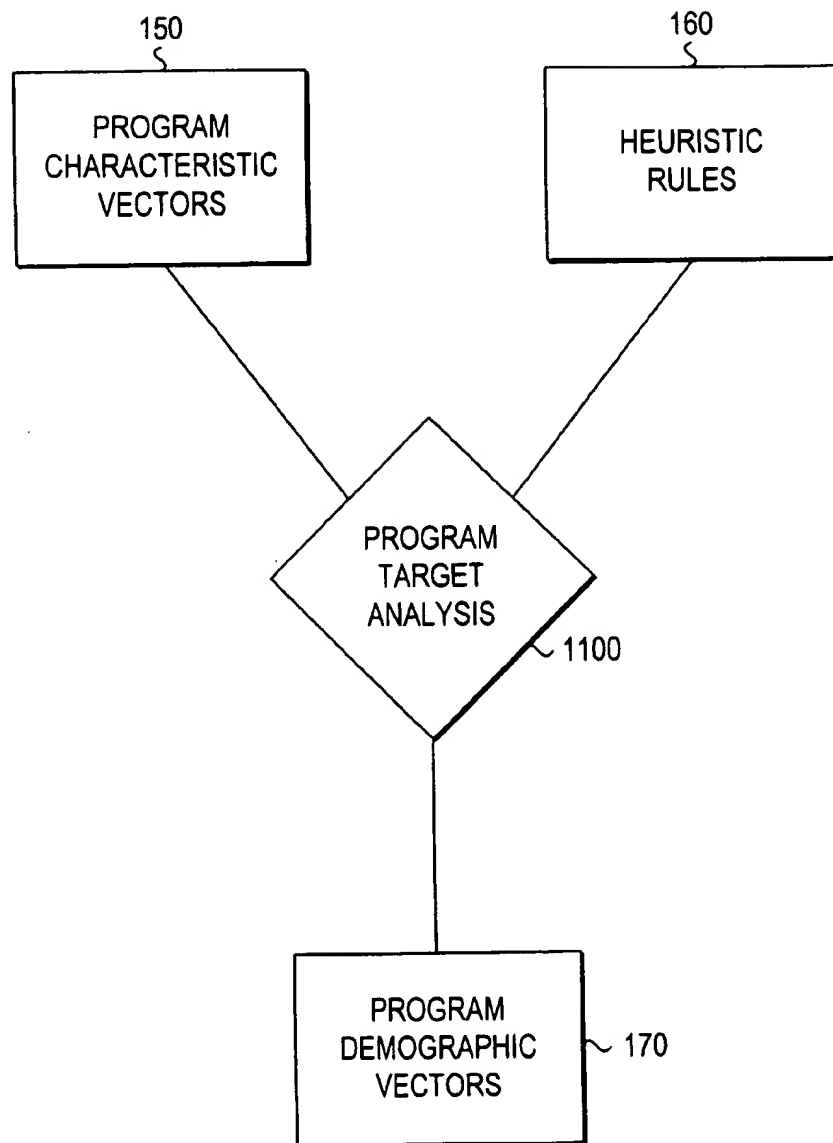 150
160
PROGRAM
CHARACTERISTIC
VECTORS
HEURISTIC
RULES
PROGRAM
TARGET
ANALYSIS
1100
PROGRAM
DEMOGRAPHIC
VECTORS
170